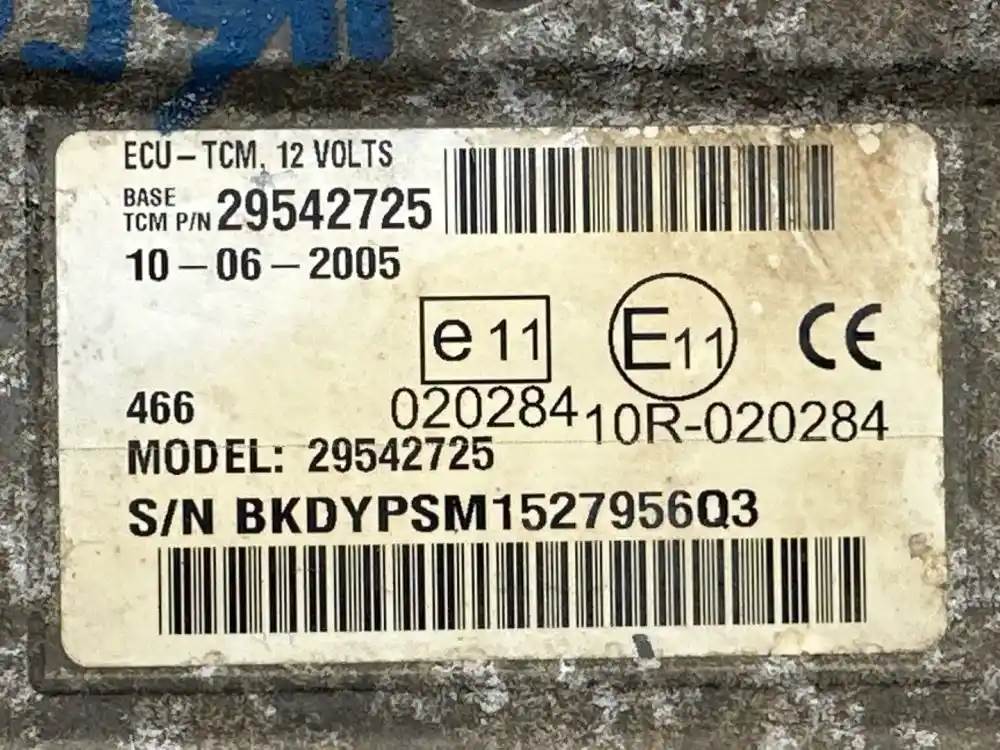 ECU-TCM, 12 VOLTS
BASE
TCM P/N 29542725
10-06-2005
e 11
E11
CE
020284
10R-020284
466
MODEL: 29542725
S/N BKDYPSM1527956Q3